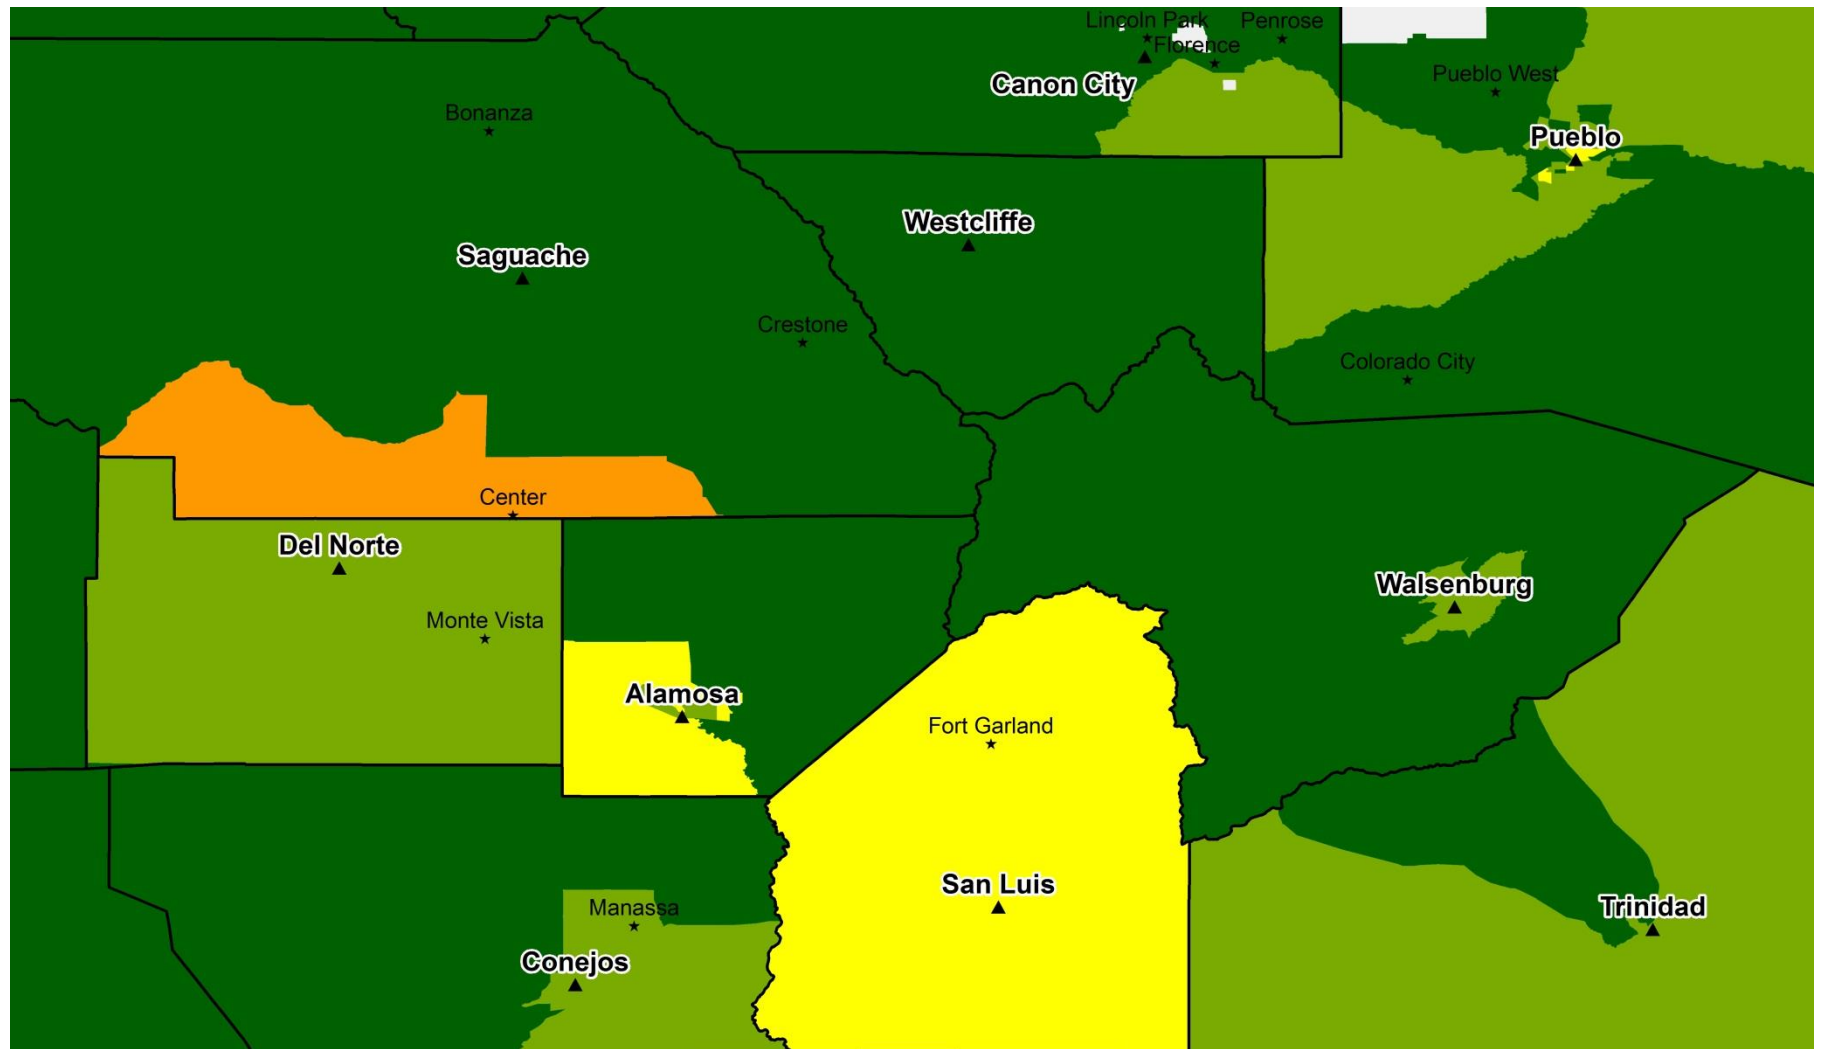 Lincoln Park
Penrose
Florence
Canon City
Pueblo West
Bonanza
Pueblo
Westcliffe
Saguache
Crestone
Colorado City
Center
Del Norte
Walsenburg
Monte Vista
Alamosa
Fort Garland
San Luis
Manassa
Trinidad
Conejos